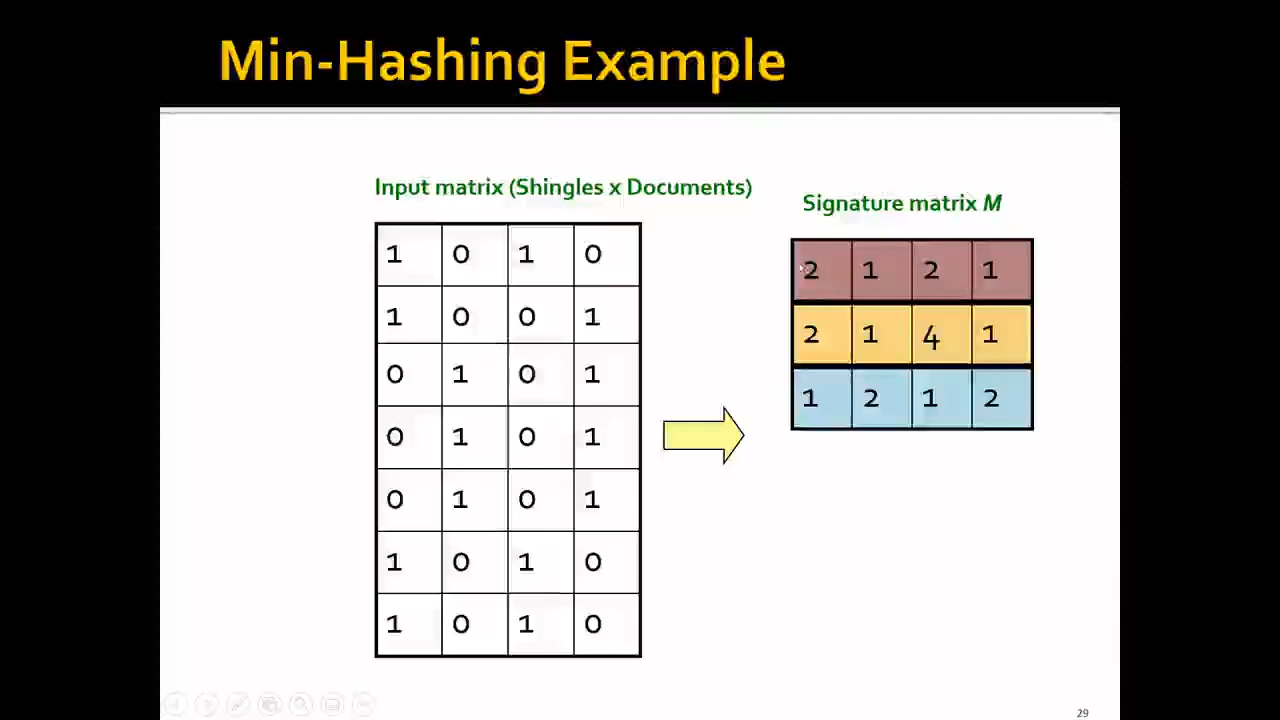 Min-Hashing Example
Input matrix (Shingles x Documents)
1 0 1 0
1 0 0 1
0 1 0 1
0 1 0 1
0 1 0 1
1 0 1 0
1 0 1 0
Signature matrix M
2 1 2 1
2 1 4 1
1 2 1 2
29